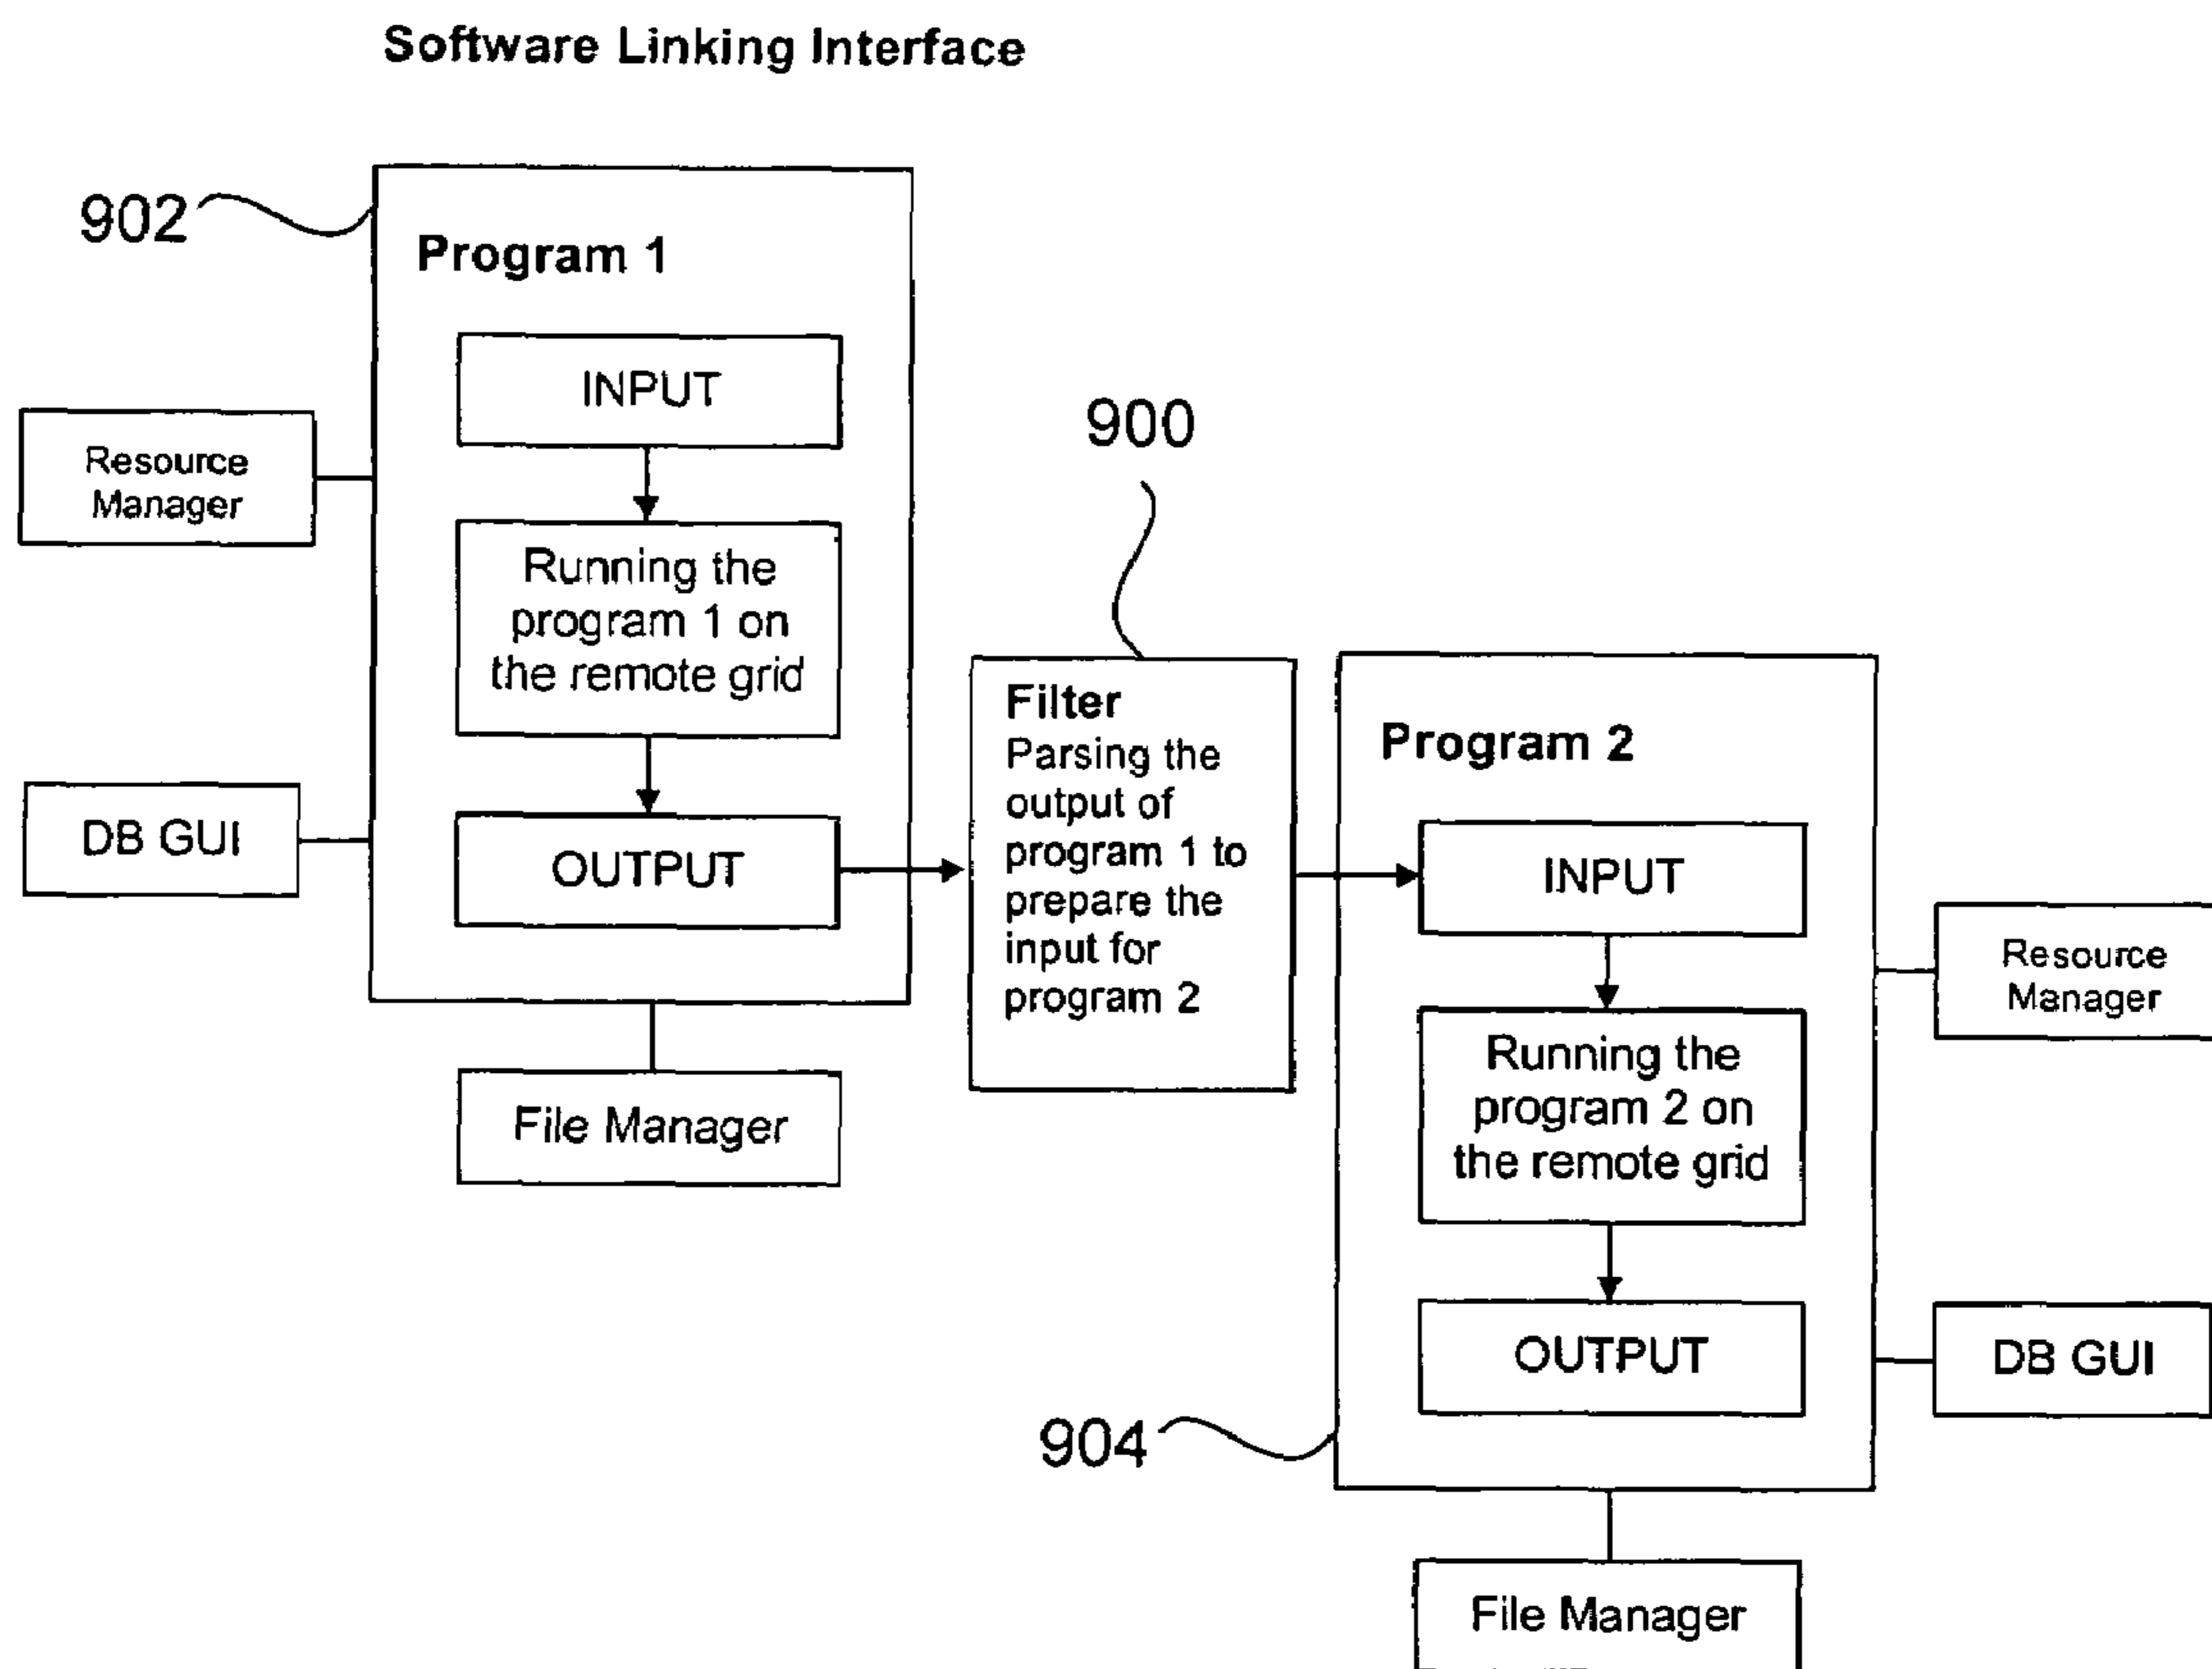 Software Linking Interface
902
Program 1
INPUT
Resource
Manager
Running the
program 1 on
the remote grid
DB GUI
OUTPUT
File Manager
900
Filter
Parsing the
output of
program 1 to
prepare the
input for
program 2
Program 2
INPUT
Resource
Manager
Running the
program 2 on
the remote grid
OUTPUT
DB GUI
904
File Manager